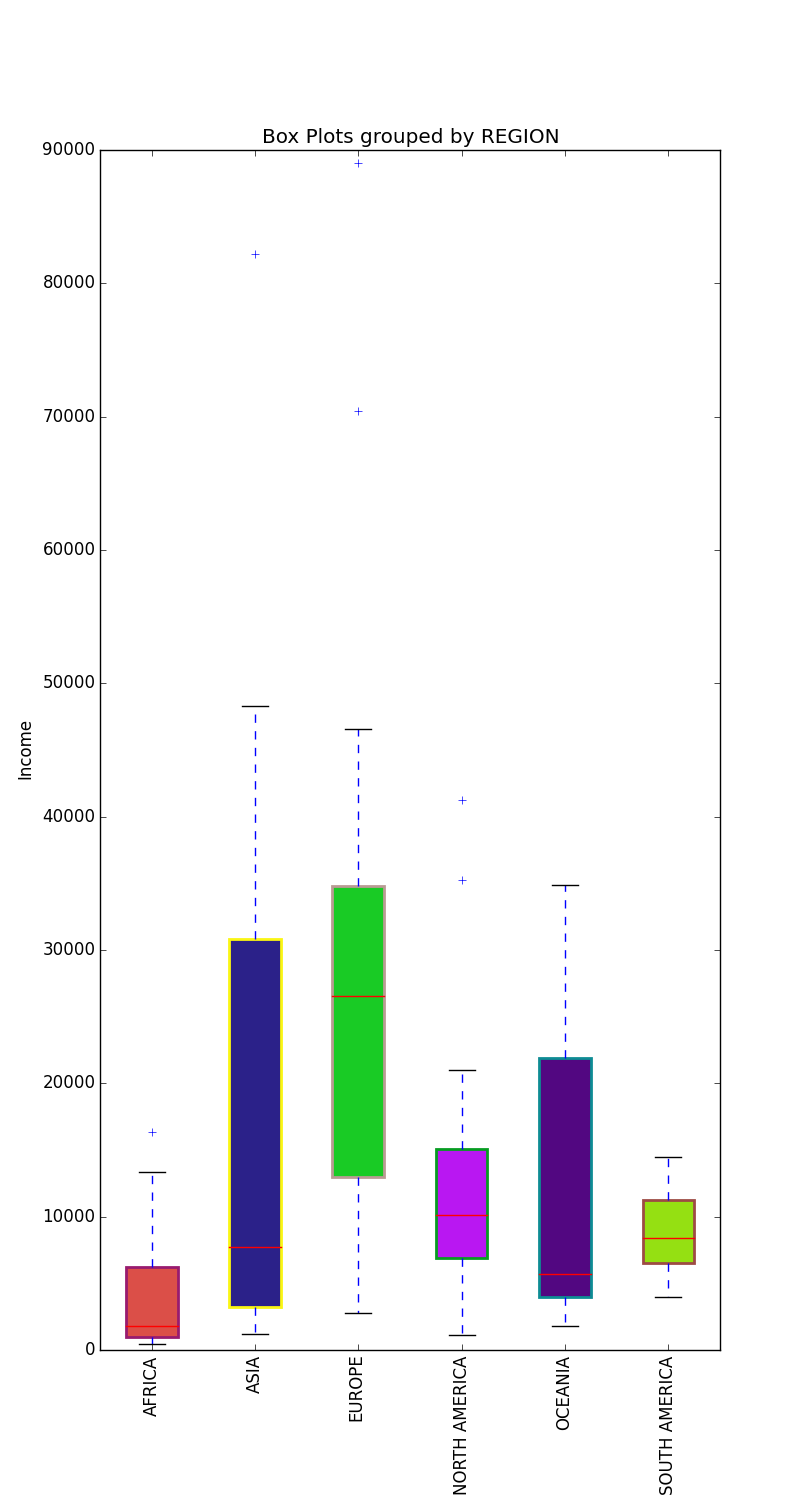 Box Plots grouped by REGION
90000
80000
70000
60000
50000
40000
30000
20000
10000
0
Income
AFRICA
ASIA
EUROPE
NORTH AMERICA
OCEANIA
SOUTH AMERICA